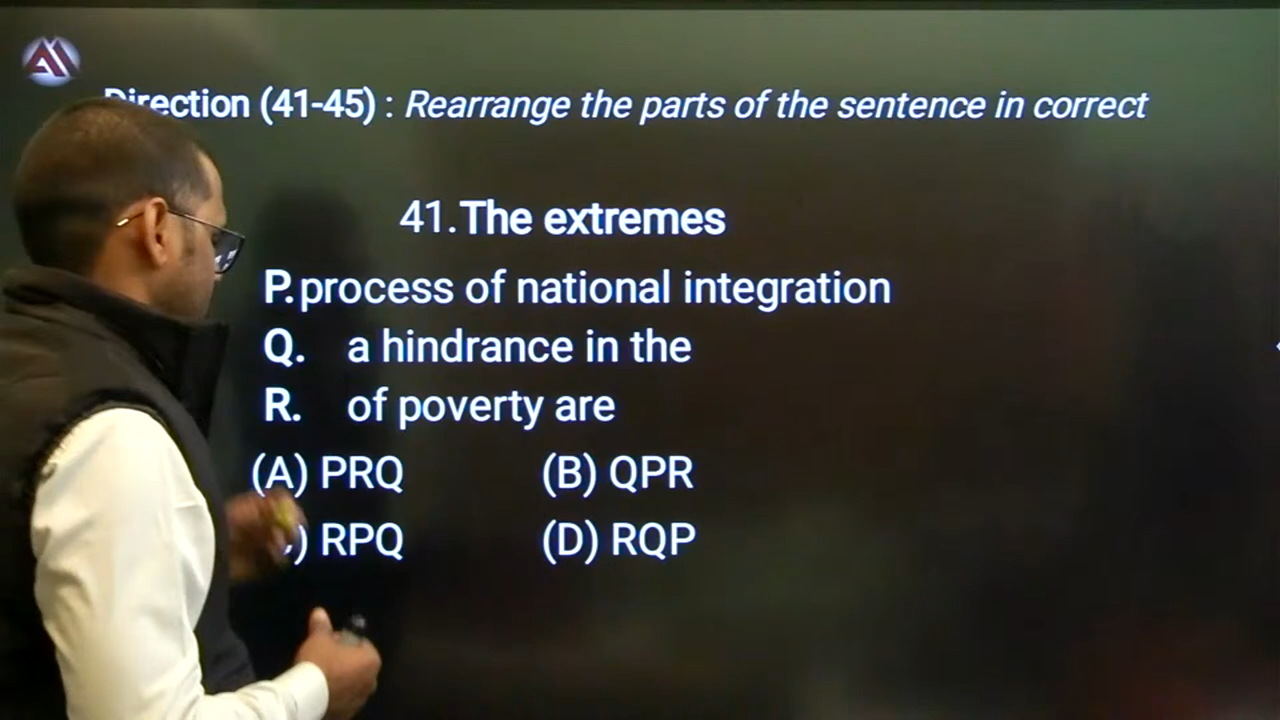 Direction (41-45) : Rearrange the parts of the sentence in correct
41.The extremes
P.process of national integration
Q. a hindrance in the
R. of poverty are
(A) PRQ (B) QPR
) RPQ (D) RQP